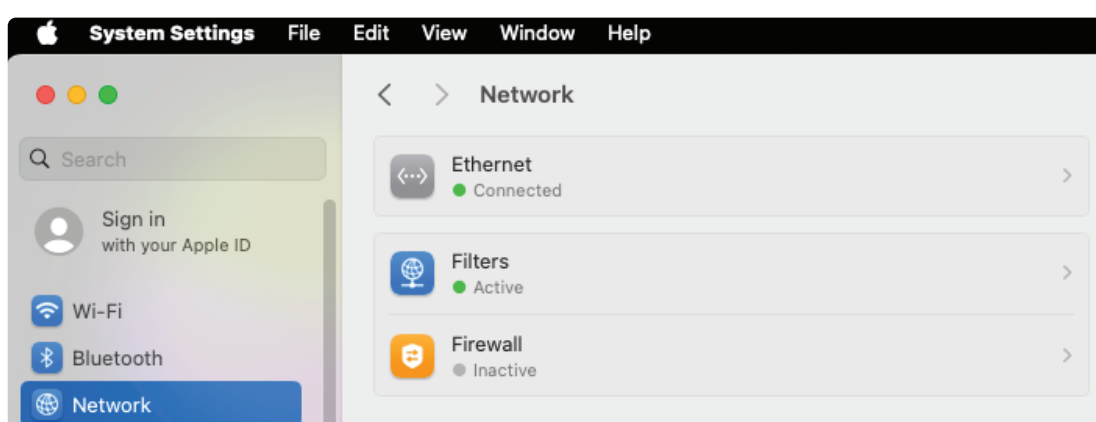 System Settings File Edit View Window Help
Network
Search
Sign in
with your Apple ID
Wi-Fi
Bluetooth
Network
Ethernet
Connected
Filters
Active
Firewall
Inactive